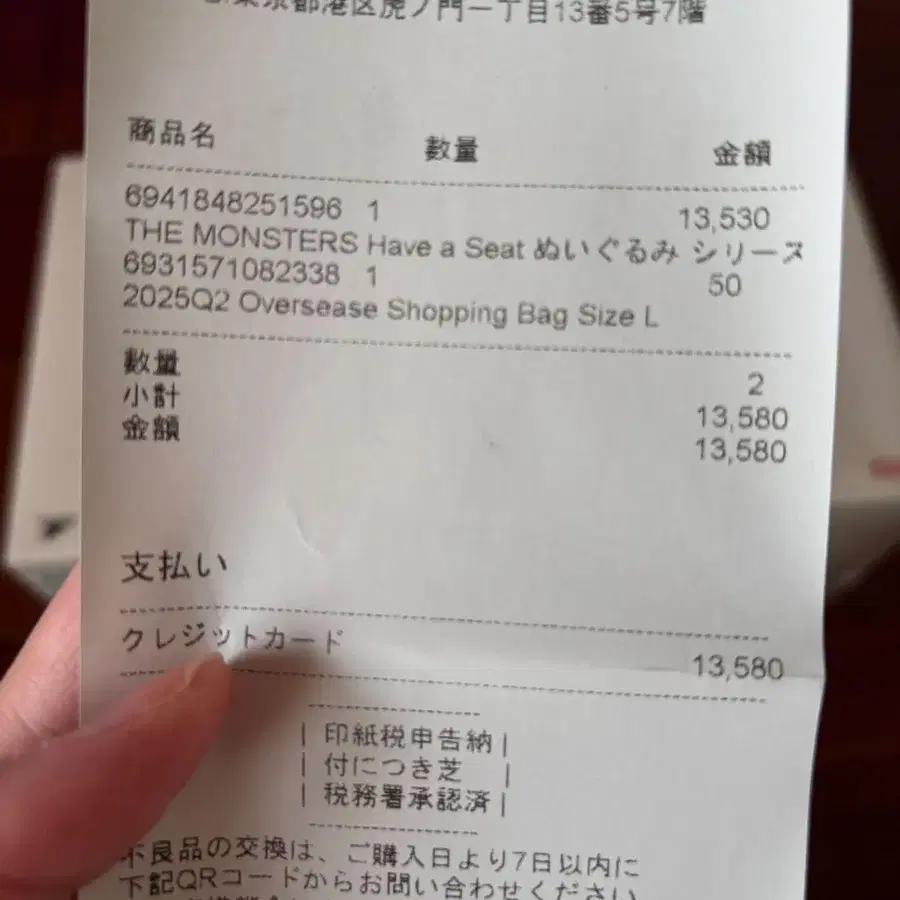 東京都港区虎ノ門一丁目13番5号7階
商品名 數量 金額
6941848251596 1 13,530
THE MONSTERS Have a Seat ぬいぐるみ シリーズ
6931571082338 1 50
2025Q2 Oversease Shopping Bag Size L
數量 2
小計 13,580
金額 13,580
支払い
クレジットカード 13,580
印紙税申告納
付につき芝
税務署承認済
不良品の交換は、ご購入日より7日以内に
下記QRコードからお問い合わせください